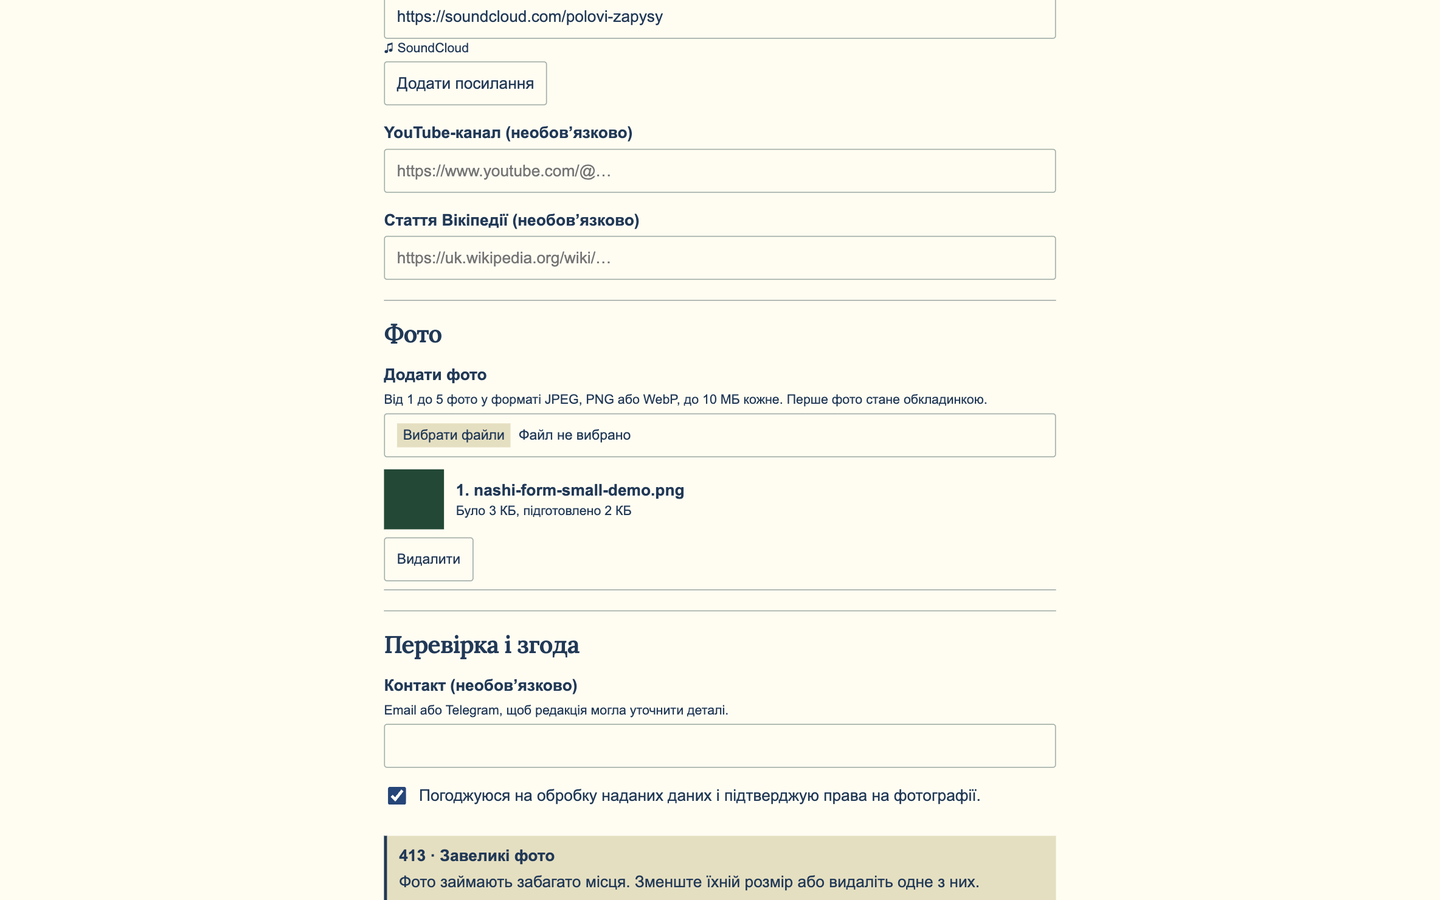 https://soundcloud.com/polovi-zapysy
♫ SoundCloud
Додати посилання
YouTube-канал (необов’язково)
https://www.youtube.com/@…
Стаття Вікіпедії (необов’язково)
https://uk.wikipedia.org/wiki/…
Фото
Додати фото
Від 1 до 5 фото у форматі JPEG, PNG або WebP, до 10 МБ кожне. Перше фото стане обкладинкою.
Вибрати файли Файл не вибрано
1. nashi-form-small-demo.png
Було 3 КБ, підготовлено 2 КБ
Видалити
Перевірка і згода
Контакт (необов’язково)
Email або Telegram, щоб редакція могла уточнити деталі.
Погоджуюся на обробку наданих даних і підтверджую права на фотографії.
413 · Завеликі фото
Фото займають забагато місця. Зменште їхній розмір або видаліть одне з них.